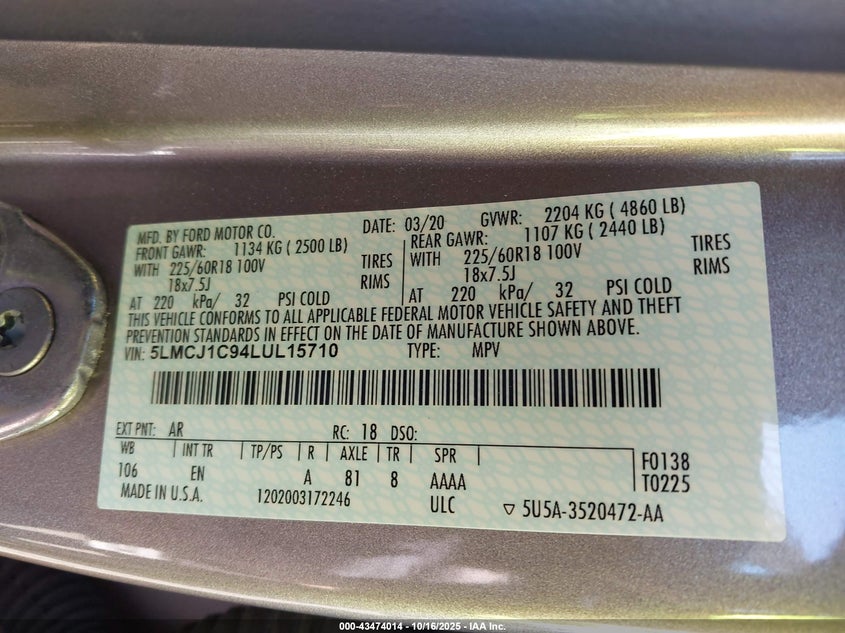 MFD. BY FORD MOTOR CO. DATE: 03/20 GVWR: 2204 KG ( 4860 LB)
FRONT GAWR: 1134 KG ( 2500 LB) REAR GAWR: 1107 KG ( 2440 LB)
WITH 225/60R18 100V TIRES WITH 225/60R18 100V TIRES
18x7.5J RIMS 18x7.5J RIMS
AT 220 kPa/ 32 PSI COLD AT 220 kPa/ 32 PSI COLD
THIS VEHICLE CONFORMS TO ALL APPLICABLE FEDERAL MOTOR VEHICLE SAFETY AND THEFT
PREVENTION STANDARDS IN EFFECT ON THE DATE OF MANUFACTURE SHOWN ABOVE.
VIN: 5LMCJ1C94LUL15710 TYPE: MPV
EXT PNT: AR RC: 18 DSO:
WB INT TR TP/PS R AXLE TR SPR
106 EN A 81 8 AAAA F0138
T0225
MADE IN U.S.A. 1202003172246 ULC ▽ 5U5A-3520472-AA
000-43474014 - 10/16/2025 - IAA Inc.